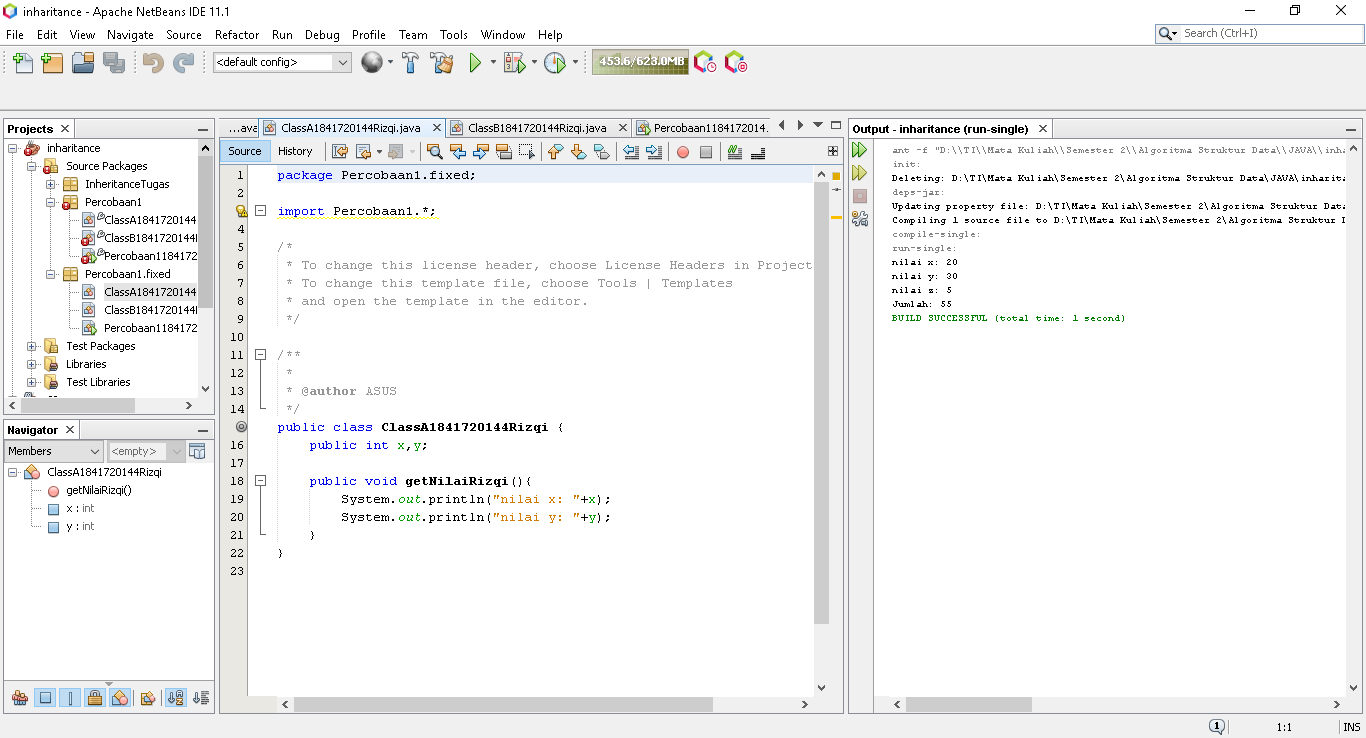 inharitance - Apache NetBeans IDE 11.1
File Edit View Navigate Source Refactor Run Debug Profile Team Tools Window Help
Search (Ctrl+I)
<default config>
453.6/623.0MB
Projects
inharitance
Source Packages
InheritanceTugas
Percobaan1
ClassA1841720144
ClassB1841720144
Percobaan1184172
Percobaan1.fixed
ClassA1841720144
ClassB1841720144
Percobaan1184172
Test Packages
Libraries
Test Libraries
Navigator
Members
<empty>
ClassA1841720144Rizqi
getNilaiRizqi()
x : int
y : int
...ava ClassA1841720144Rizqi.java ClassB1841720144Rizqi.java Percobaan1184172014.
Source History
1 package Percobaan1.fixed;
2
import Percobaan1.*;
4
5 /*
6 * To change this license header, choose License Headers in Project
7 * To change this template file, choose Tools | Templates
8 * and open the template in the editor.
9 */
10
11 /**
12 *
13 * @author ASUS
14 */
public class ClassA1841720144Rizqi {
16 public int x,y;
17
18 public void getNilaiRizqi(){
19 System.out.println("nilai x: "+x);
20 System.out.println("nilai y: "+y);
21 }
22 }
23
Output - inharitance (run-single)
ant -f "D:\\TI\\Mata Kuliah\\Semester 2\\Algoritma Struktur Data\\JAVA\\inha
init:
Deleting: D:\TI\Mata Kuliah\Semester 2\Algoritma Struktur Data\JAVA\inharita
deps-jar:
Updating property file: D:\TI\Mata Kuliah\Semester 2\Algoritma Struktur Data
Compiling 1 source file to D:\TI\Mata Kuliah\Semester 2\Algoritma Struktur D
compile-single:
run-single:
nilai x: 20
nilai y: 30
nilai z: 5
Jumlah: 55
BUILD SUCCESSFUL (total time: 1 second)
1 1:1 INS